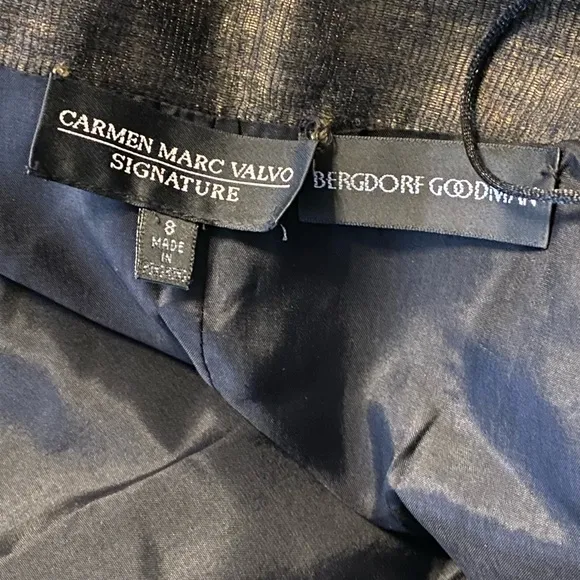 CARMEN MARC VALVO
SIGNATURE
BERGDORF GOODMAN
8
MADE
IN